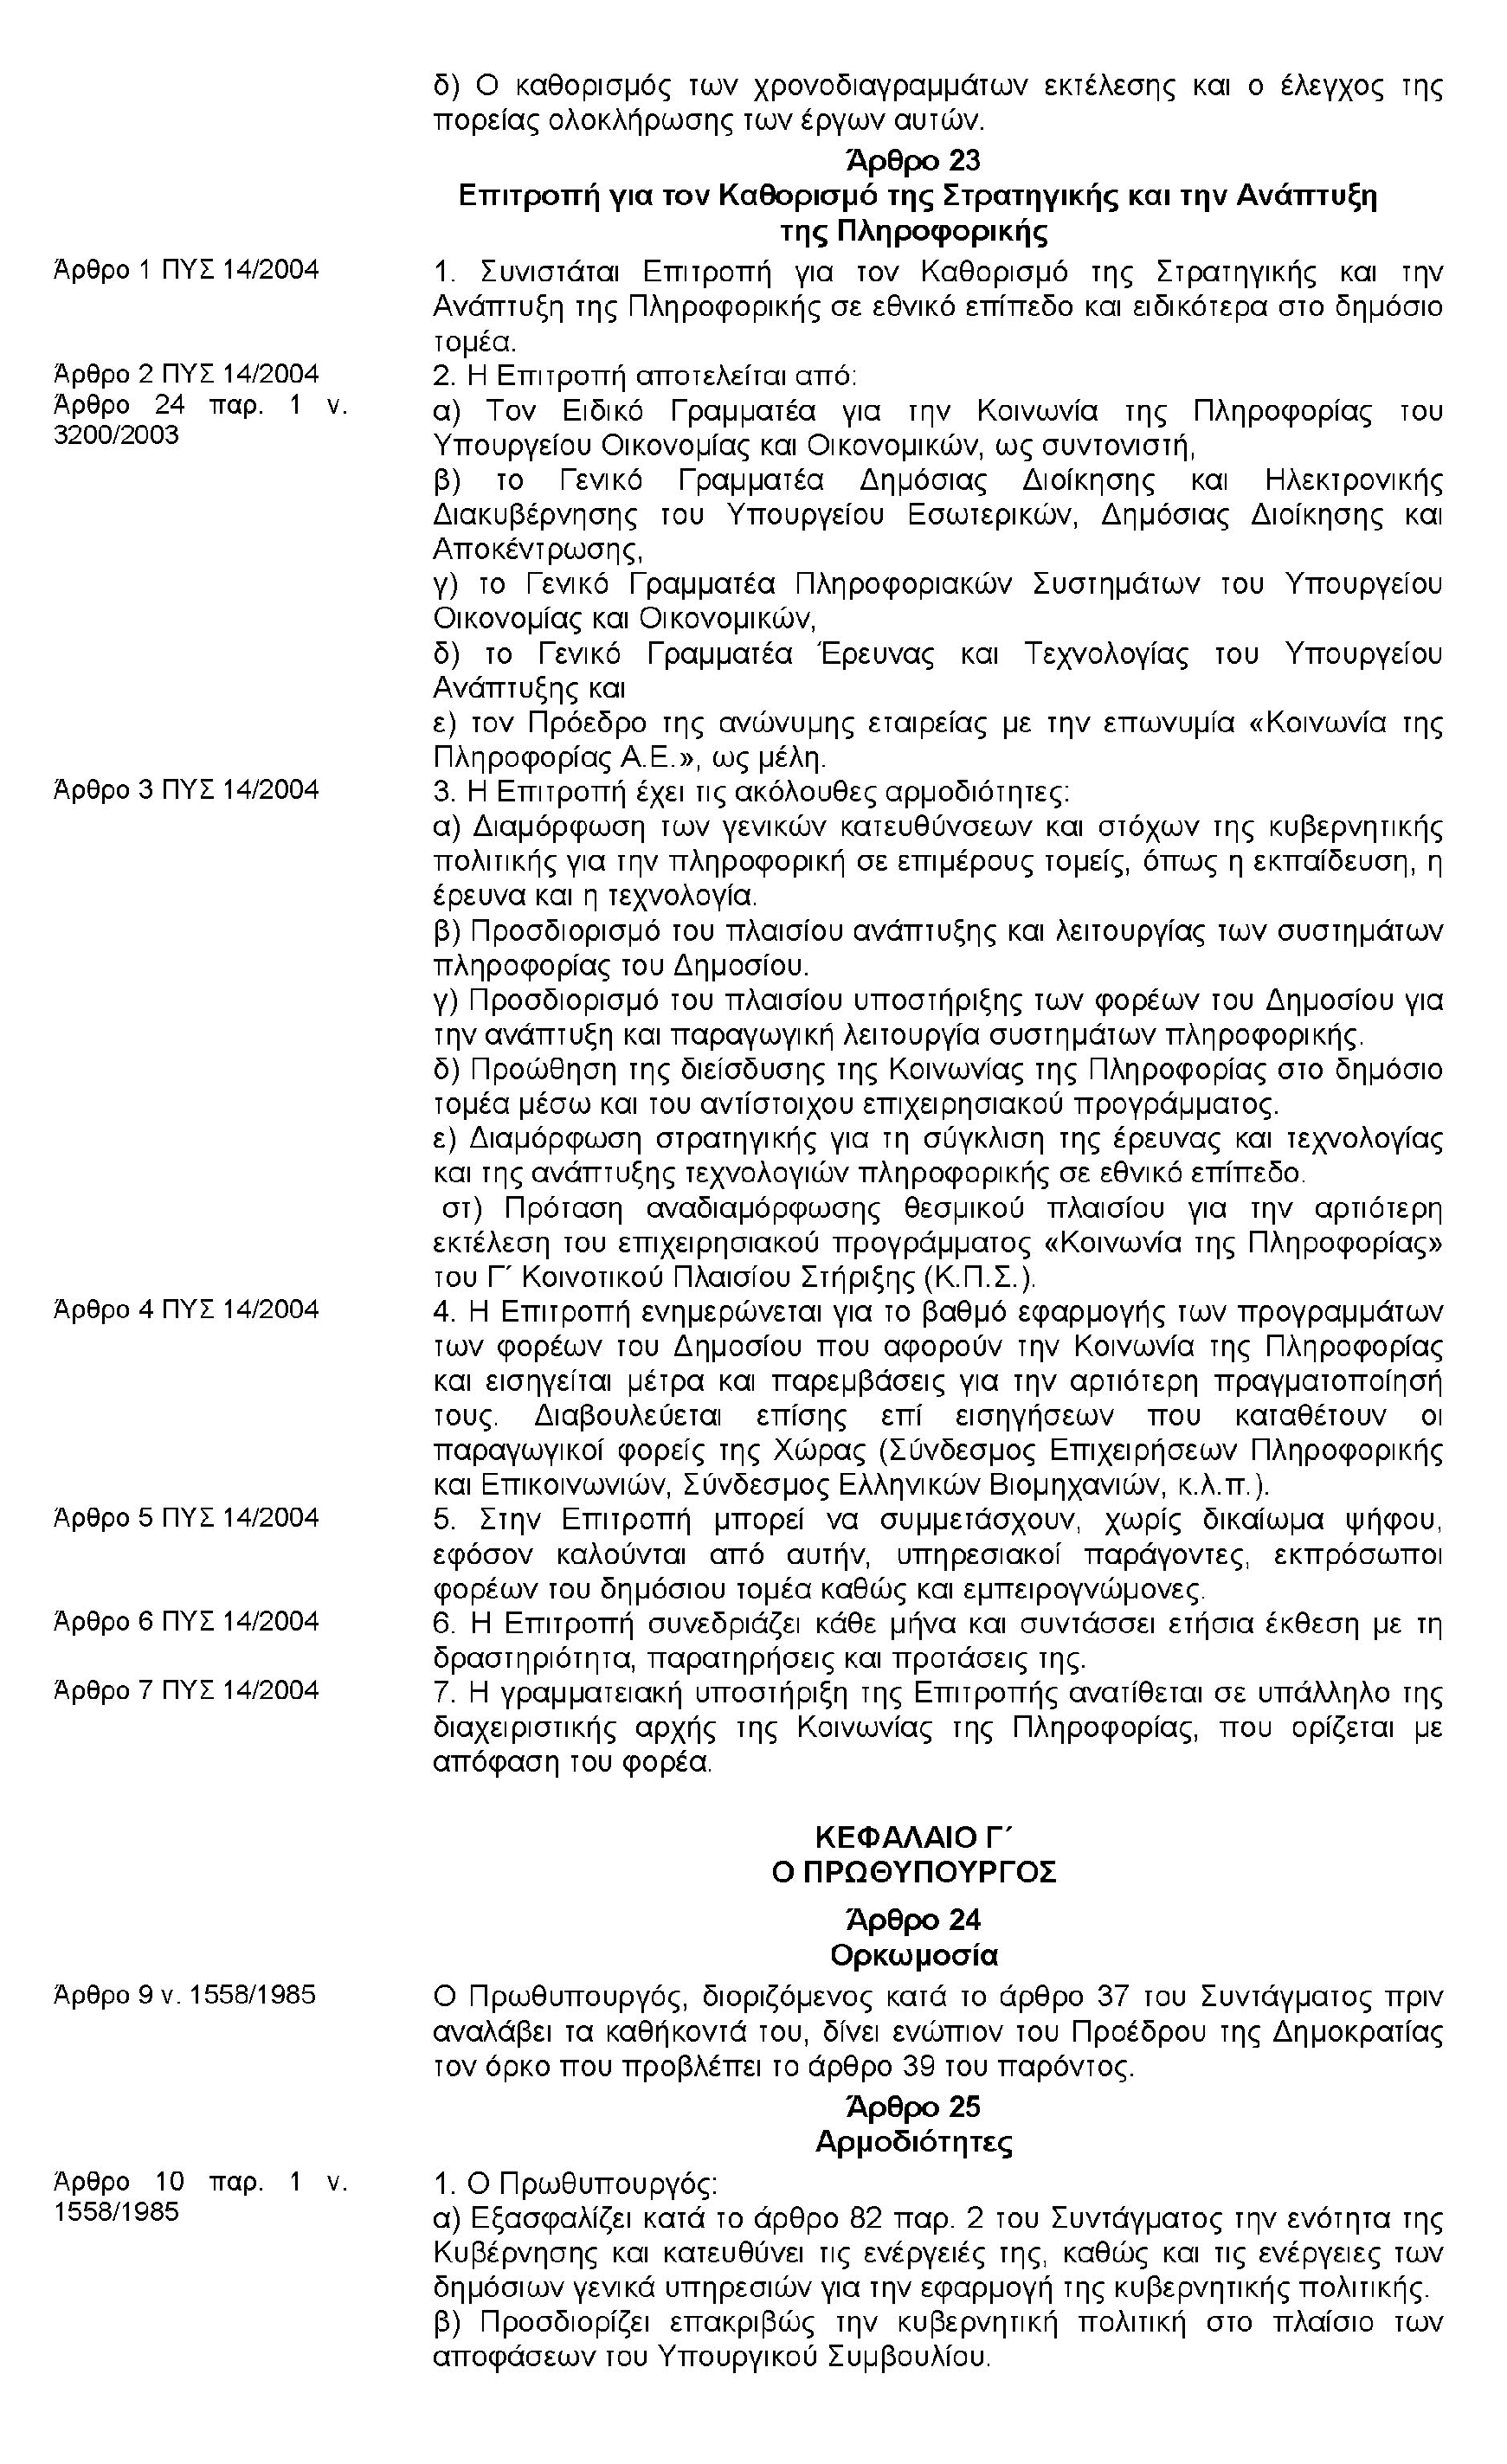 δ) Ο καθορισμός των χρονοδιαγραμμάτων εκτέλεσης και ο έλεγχος της
πορείας ολοκλήρωσης των έργων αυτών.
Άρθρο 23
Επιτροπή για τον Καθορισμό της Στρατηγικής και την Ανάπτυξη
της Πληροφορικής
Άρθρο 1 ΠΥΣ 14/2004
1. Συνιστάται Επιτροπή για τον Καθορισμό της Στρατηγικής και την
Ανάπτυξη της Πληροφορικής σε εθνικό επίπεδο και ειδικότερα στο δημόσιο
τομέα.
Άρθρο 2 ΠΥΣ 14/2004
Άρθρο 24 παρ. 1 ν.
3200/2003
2. Η Επιτροπή αποτελείται από:
α) Τον Ειδικό Γραμματέα για την Κοινωνία της Πληροφορίας του
Υπουργείου Οικονομίας και Οικονομικών, ως συντονιστή,
β) το Γενικό Γραμματέα Δημόσιας Διοίκησης και Ηλεκτρονικής
Διακυβέρνησης του Υπουργείου Εσωτερικών, Δημόσιας Διοίκησης και
Αποκέντρωσης,
γ) το Γενικό Γραμματέα Πληροφοριακών Συστημάτων του Υπουργείου
Οικονομίας και Οικονομικών,
δ) το Γενικό Γραμματέα Έρευνας και Τεχνολογίας του Υπουργείου
Ανάπτυξης και
ε) τον Πρόεδρο της ανώνυμης εταιρείας με την επωνυμία «Κοινωνία της
Πληροφορίας Α.Ε.», ως μέλη.
Άρθρο 3 ΠΥΣ 14/2004
3. Η Επιτροπή έχει τις ακόλουθες αρμοδιότητες:
α) Διαμόρφωση των γενικών κατευθύνσεων και στόχων της κυβερνητικής
πολιτικής για την πληροφορική σε επιμέρους τομείς, όπως η εκπαίδευση, η
έρευνα και η τεχνολογία.
β) Προσδιορισμό του πλαισίου ανάπτυξης και λειτουργίας των συστημάτων
πληροφορίας του Δημοσίου.
γ) Προσδιορισμό του πλαισίου υποστήριξης των φορέων του Δημοσίου για
την ανάπτυξη και παραγωγική λειτουργία συστημάτων πληροφορικής.
δ) Προώθηση της διείσδυσης της Κοινωνίας της Πληροφορίας στο δημόσιο
τομέα μέσω και του αντίστοιχου επιχειρησιακού προγράμματος.
ε) Διαμόρφωση στρατηγικής για τη σύγκλιση της έρευνας και τεχνολογίας
και της ανάπτυξης τεχνολογιών πληροφορικής σε εθνικό επίπεδο.
στ) Πρόταση αναδιαμόρφωσης θεσμικού πλαισίου για την αρτιότερη
εκτέλεση του επιχειρησιακού προγράμματος «Κοινωνία της Πληροφορίας»
του Γ΄ Κοινοτικού Πλαισίου Στήριξης (Κ.Π.Σ.).
Άρθρο 4 ΠΥΣ 14/2004
4. Η Επιτροπή ενημερώνεται για το βαθμό εφαρμογής των προγραμμάτων
των φορέων του Δημοσίου που αφορούν την Κοινωνία της Πληροφορίας
και εισηγείται μέτρα και παρεμβάσεις για την αρτιότερη πραγματοποίησή
τους. Διαβουλεύεται επίσης επί εισηγήσεων που καταθέτουν οι
παραγωγικοί φορείς της Χώρας (Σύνδεσμος Επιχειρήσεων Πληροφορικής
και Επικοινωνιών, Σύνδεσμος Ελληνικών Βιομηχανιών, κ.λ.π.).
Άρθρο 5 ΠΥΣ 14/2004
5. Στην Επιτροπή μπορεί να συμμετάσχουν, χωρίς δικαίωμα ψήφου,
εφόσον καλούνται από αυτήν, υπηρεσιακοί παράγοντες, εκπρόσωποι
φορέων του δημόσιου τομέα καθώς και εμπειρογνώμονες.
Άρθρο 6 ΠΥΣ 14/2004
6. Η Επιτροπή συνεδριάζει κάθε μήνα και συντάσσει ετήσια έκθεση με τη
δραστηριότητα, παρατηρήσεις και προτάσεις της.
Άρθρο 7 ΠΥΣ 14/2004
7. Η γραμματειακή υποστήριξη της Επιτροπής ανατίθεται σε υπάλληλο της
διαχειριστικής αρχής της Κοινωνίας της Πληροφορίας, που ορίζεται με
απόφαση του φορέα.
ΚΕΦΑΛΑΙΟ Γ΄
Ο ΠΡΩΘΥΠΟΥΡΓΟΣ
Άρθρο 24
Ορκωμοσία
Άρθρο 9 ν. 1558/1985
Ο Πρωθυπουργός, διοριζόμενος κατά το άρθρο 37 του Συντάγματος πριν
αναλάβει τα καθήκοντά του, δίνει ενώπιον του Προέδρου της Δημοκρατίας
τον όρκο που προβλέπει το άρθρο 39 του παρόντος.
Άρθρο 25
Αρμοδιότητες
Άρθρο 10 παρ. 1 ν.
1558/1985
1. Ο Πρωθυπουργός:
α) Εξασφαλίζει κατά το άρθρο 82 παρ. 2 του Συντάγματος την ενότητα της
Κυβέρνησης και κατευθύνει τις ενέργειές της, καθώς και τις ενέργειες των
δημόσιων γενικά υπηρεσιών για την εφαρμογή της κυβερνητικής πολιτικής.
β) Προσδιορίζει επακριβώς την κυβερνητική πολιτική στο πλαίσιο των
αποφάσεων του Υπουργικού Συμβουλίου.